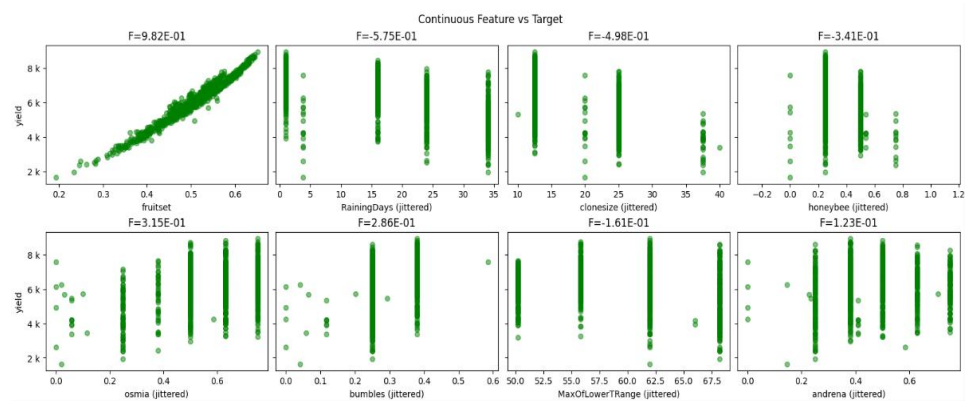 Continuous Feature vs Target
F=9.82E-01
F=-5.75E-01
F=-4.98E-01
F=-3.41E-01
yield
8 k
6 k
4 k
2 k
0.2 0.3 0.4 0.5 0.6
0 5 10 15 20 25 30 35
10 15 20 25 30 35 40
−0.2 0.0 0.2 0.4 0.6 0.8 1.0 1.2
fruitset
RainingDays (jittered)
clonesize (jittered)
honeybee (jittered)
F=3.15E-01
F=2.86E-01
F=-1.61E-01
F=1.23E-01
yield
8 k
6 k
4 k
2 k
0.0 0.2 0.4 0.6
0.0 0.1 0.2 0.3 0.4 0.5 0.6
50.0 52.5 55.0 57.5 60.0 62.5 65.0 67.5
0.0 0.2 0.4 0.6
osmia (jittered)
bumbles (jittered)
MaxOfLowerTRange (jittered)
andrena (jittered)